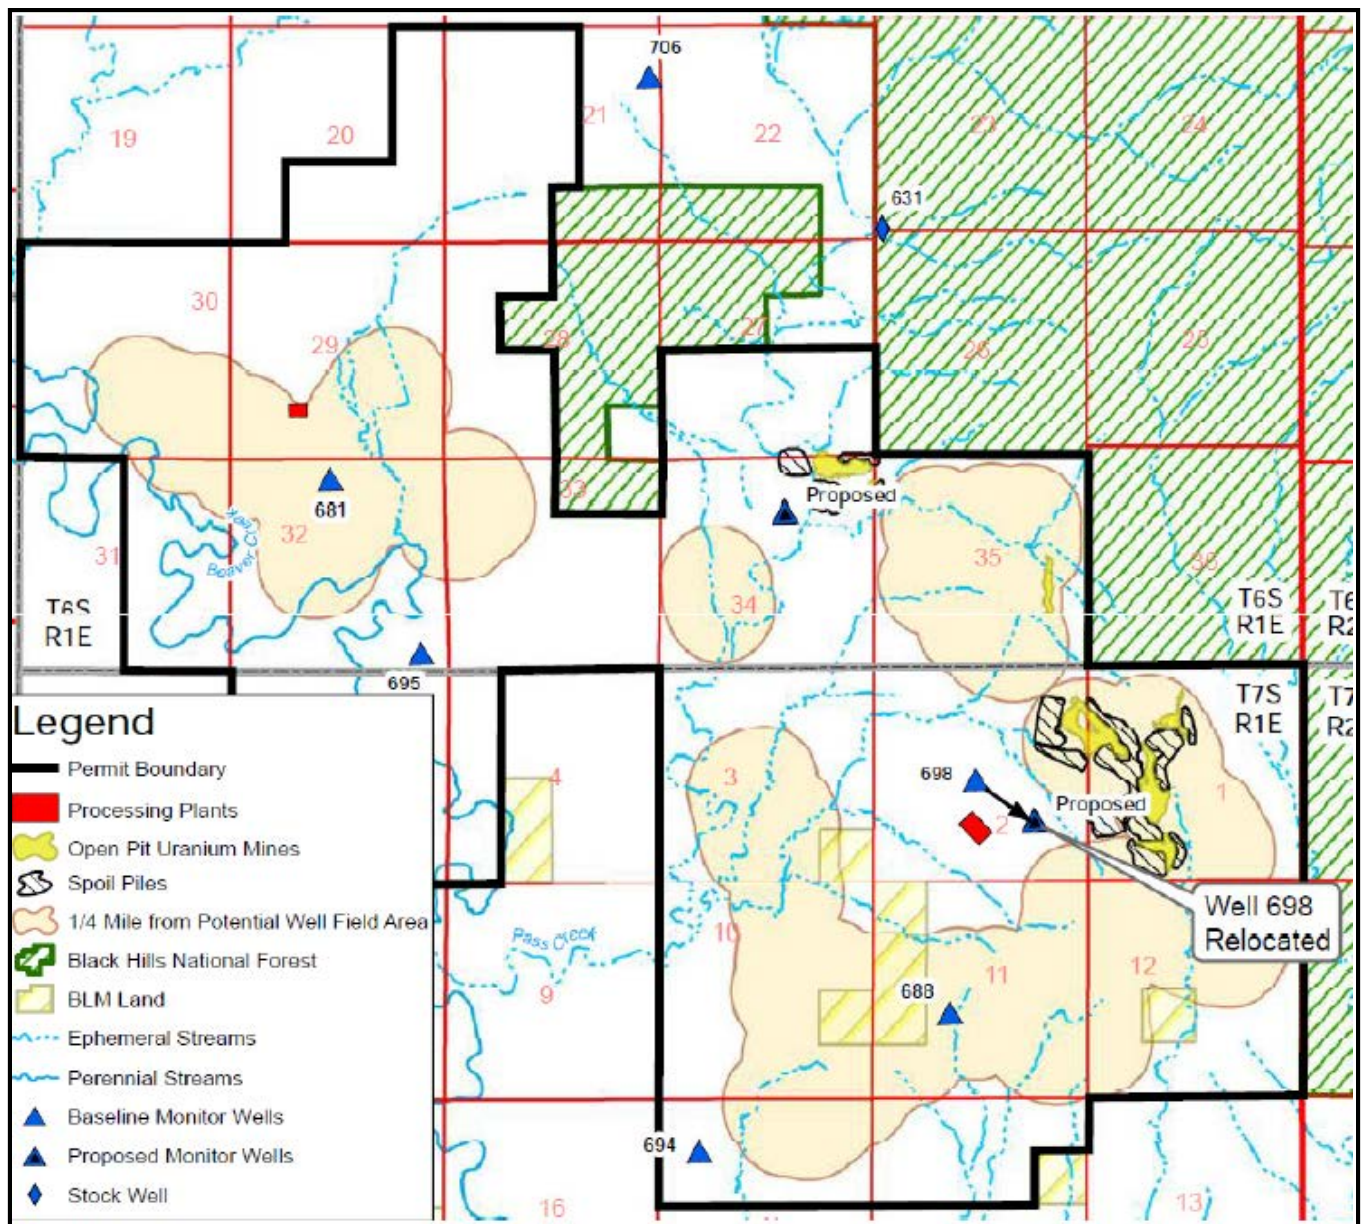 706
21
19
20
22
23
24
631
30
29
28
27
26
25
Proposed
681
33
32
Beaver Creek
31
35
36
34
T6S
R1E
T6S
R1E
T6
R2
695
T7S
R1E
T7
R2
Legend
Permit Boundary
Processing Plants
Open Pit Uranium Mines
Spoil Piles
1/4 Mile from Potential Well Field Area
Black Hills National Forest
BLM Land
Ephemeral Streams
Perennial Streams
Baseline Monitor Wells
Proposed Monitor Wells
Stock Well
4
3
698
Proposed
2
1
Well 698
Relocated
10
Pass Creek
9
11
12
688
694
16
13